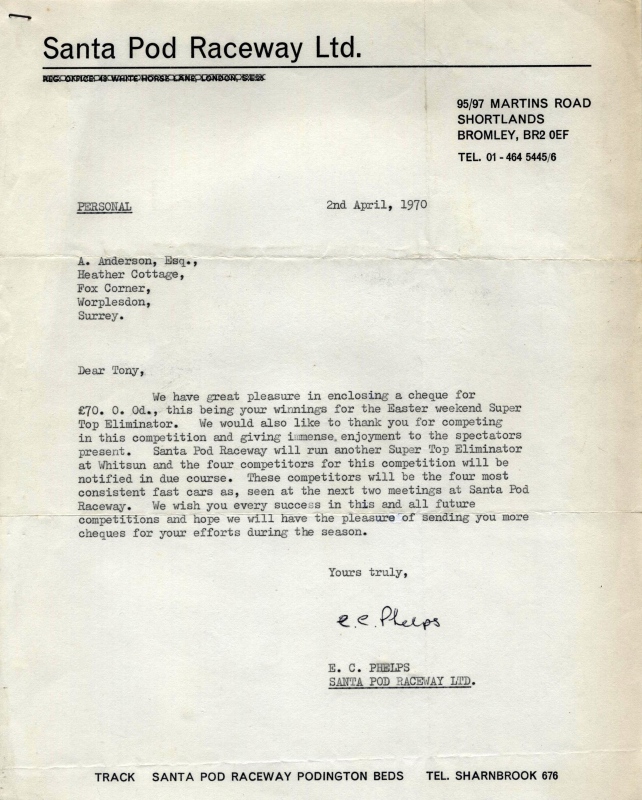 Santa Pod Raceway Ltd.
REG. OFFICE 48 WHITE HORSE LANE, LONDON, S.E.25
95/97 MARTINS ROAD
SHORTLANDS
BROMLEY, BR2 0EF
TEL. 01 - 464 5445/6
PERSONAL
2nd April, 1970
A. Anderson, Esq.,
Heather Cottage,
Fox Corner,
Worplesdon,
Surrey.
Dear Tony,
We have great pleasure in enclosing a cheque for
£70. 0. 0d., this being your winnings for the Easter weekend Super
Top Eliminator. We would also like to thank you for competing
in this competition and giving immense enjoyment to the spectators
present. Santa Pod Raceway will run another Super Top Eliminator
at Whitsun and the four competitors for this competition will be
notified in due course. These competitors will be the four most
consistent fast cars as, seen at the next two meetings at Santa Pod
Raceway. We wish you every success in this and all future
competitions and hope we will have the pleasure of sending you more
cheques for your efforts during the season.
Yours truly,
E.C. Phelps
E. C. PHELPS
SANTA POD RACEWAY LTD.
TRACK SANTA POD RACEWAY PODINGTON BEDS TEL. SHARNBROOK 676